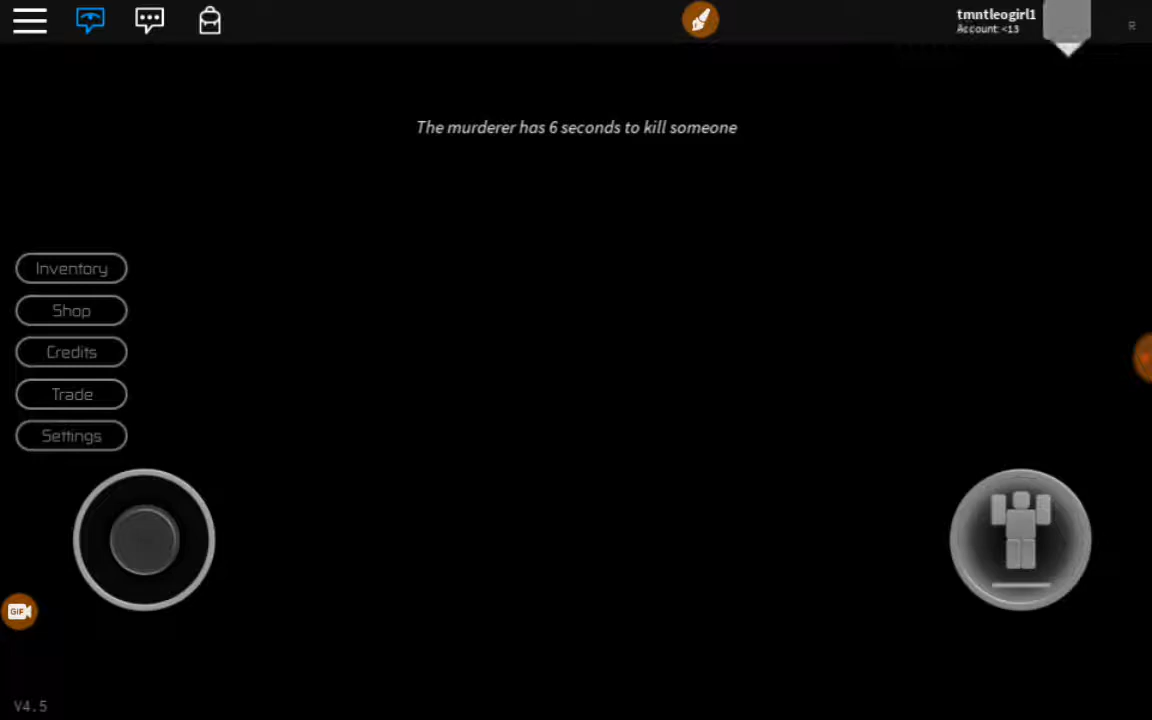 tmntleogirl1
Account: <13
R
The murderer has 6 seconds to kill someone
Inventory
Shop
Credits
Trade
Settings
GIF
V4.5